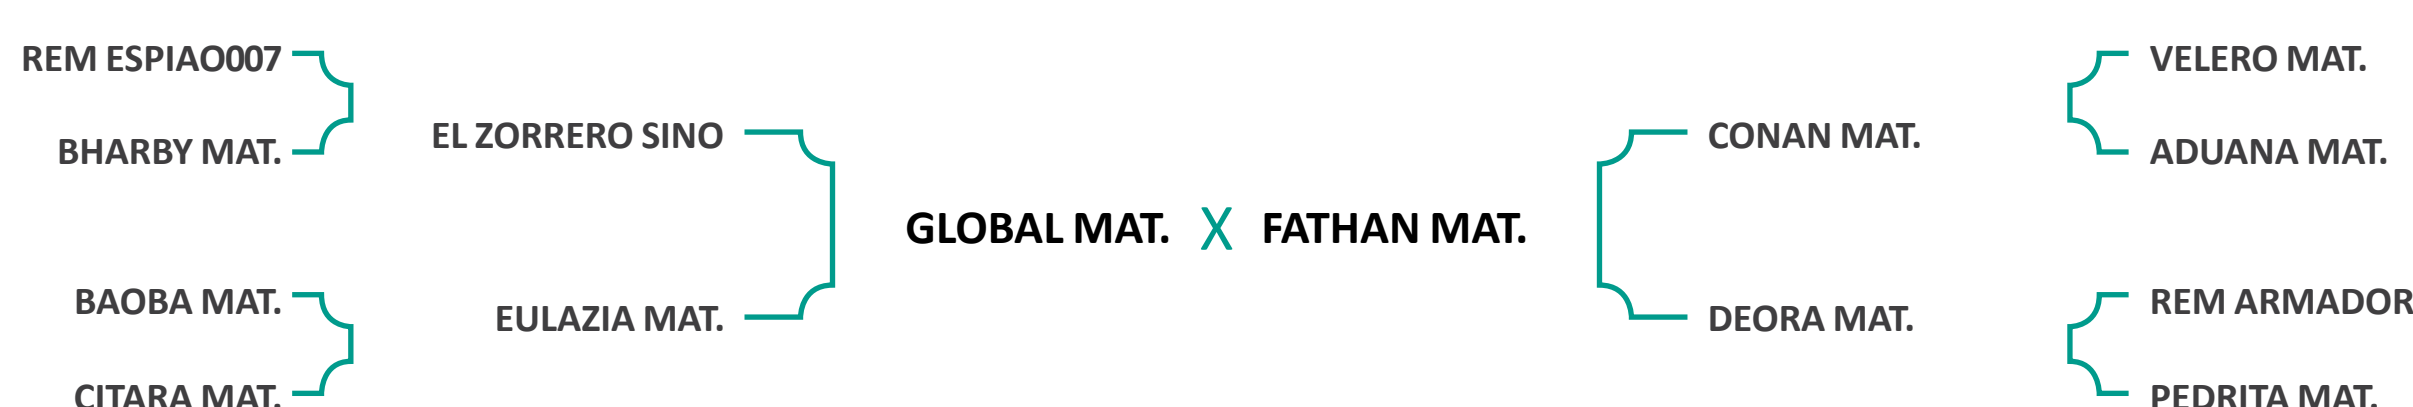 REM ESPIAO007
VELERO MAT.
EL ZORRERO SINO
CONAN MAT.
BHARBY MAT.
ADUANA MAT.
GLOBAL MAT. X FATHAN MAT.
BAOBA MAT.
REM ARMADOR
EULAZIA MAT.
DEORA MAT.
CITARA MAT.
PEDRITA MAT.